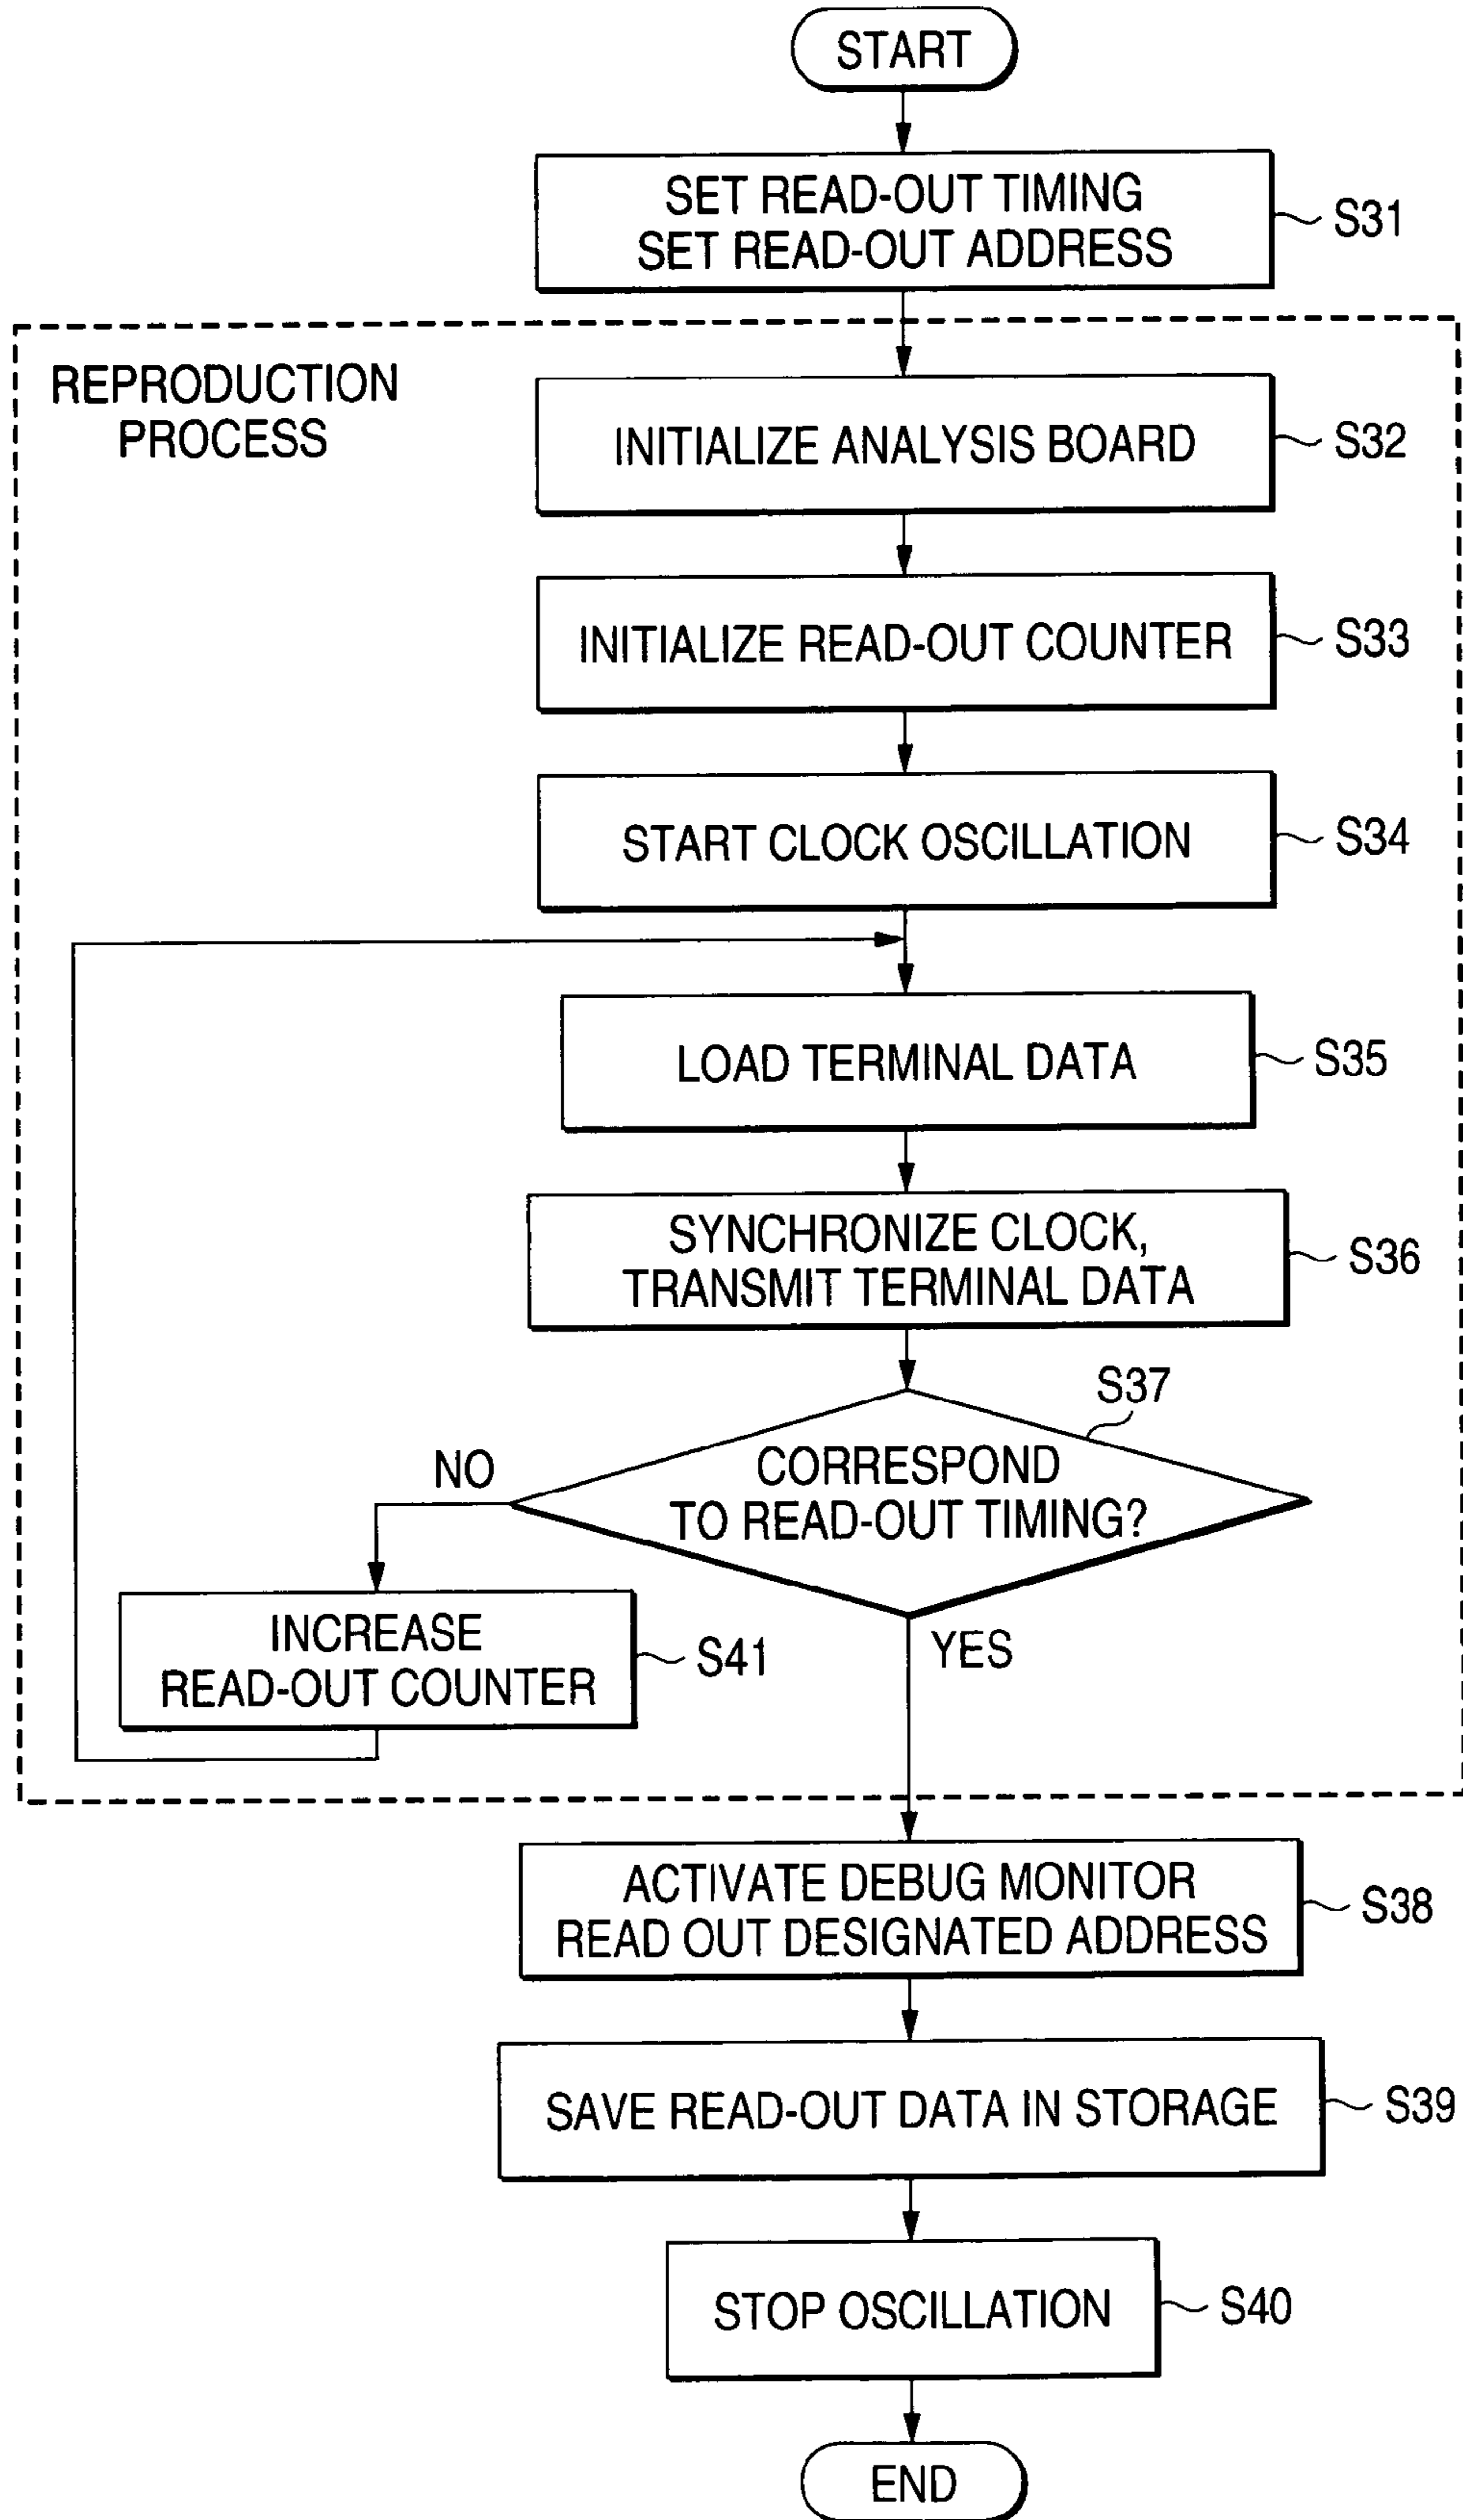 START
SET READ-OUT TIMING
SET READ-OUT ADDRESS
S31
REPRODUCTION
PROCESS
INITIALIZE ANALYSIS BOARD
S32
INITIALIZE READ-OUT COUNTER
S33
START CLOCK OSCILLATION
S34
LOAD TERMINAL DATA
S35
SYNCHRONIZE CLOCK,
TRANSMIT TERMINAL DATA
S36
S37
CORRESPOND
TO READ-OUT TIMING?
NO
YES
INCREASE
READ-OUT COUNTER
S41
ACTIVATE DEBUG MONITOR
READ OUT DESIGNATED ADDRESS
S38
SAVE READ-OUT DATA IN STORAGE
S39
STOP OSCILLATION
S40
END